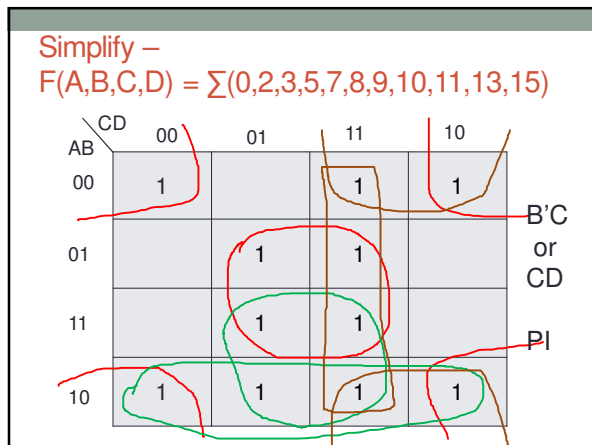 Simplify –
F(A,B,C,D) = ∑(0,2,3,5,7,8,9,10,11,13,15)
CD
00 01 11 10
AB
00 1 1 1
B'C
or
CD
01 1 1
11 1 1
PI
10 1 1 1 1